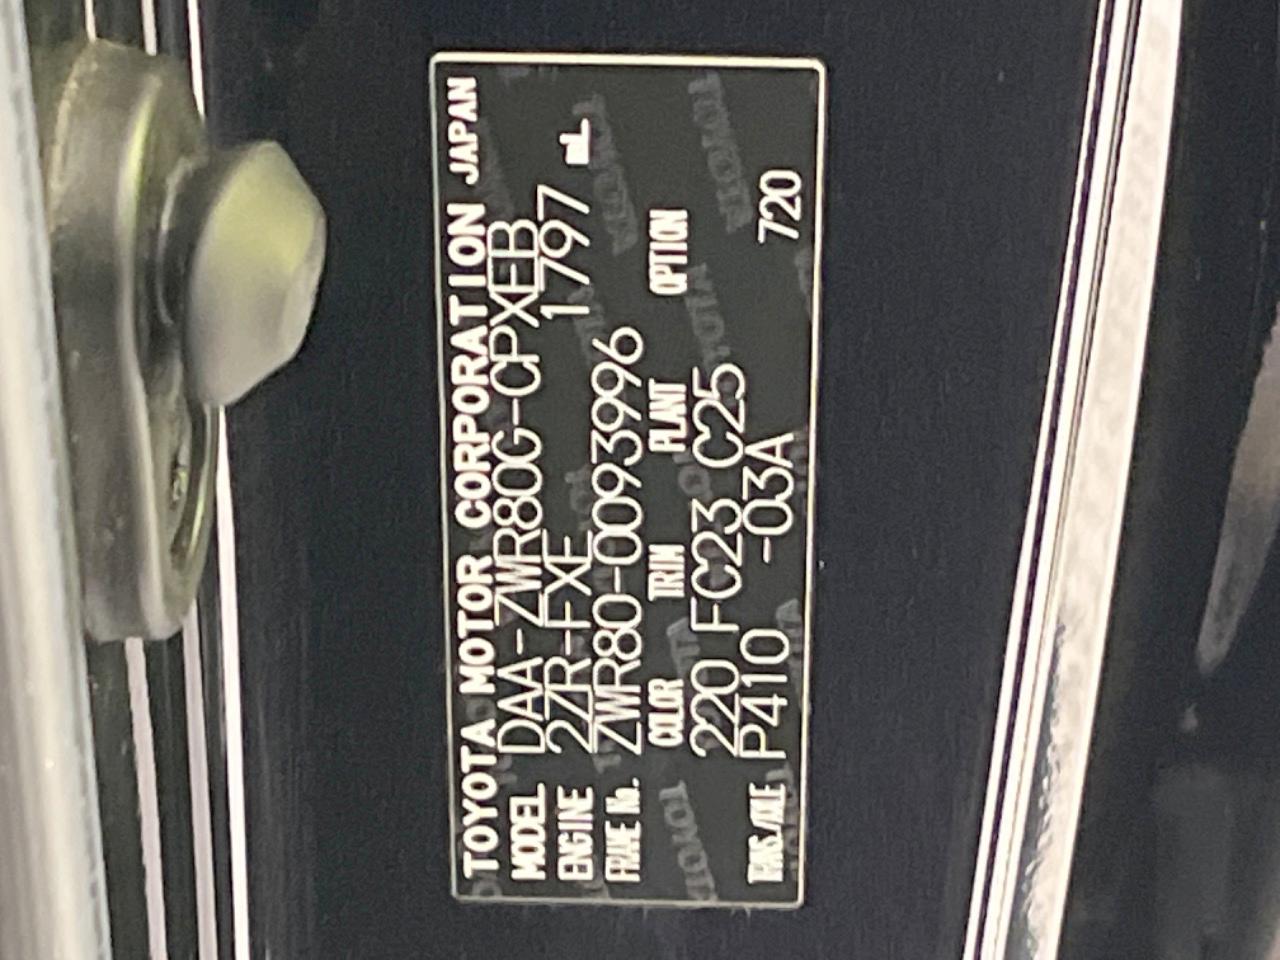 TOYOTA MOTOR CORPORATION JAPAN
MODEL DAA-ZWR80G-CPXEB
ENGINE 2ZR-FXE 1797 mL
FRAME No. ZWR80-0093996
COLOR TRIM PLANT OPTION
220 FC23 C25
TRANS./AXLE P410 -03A 720